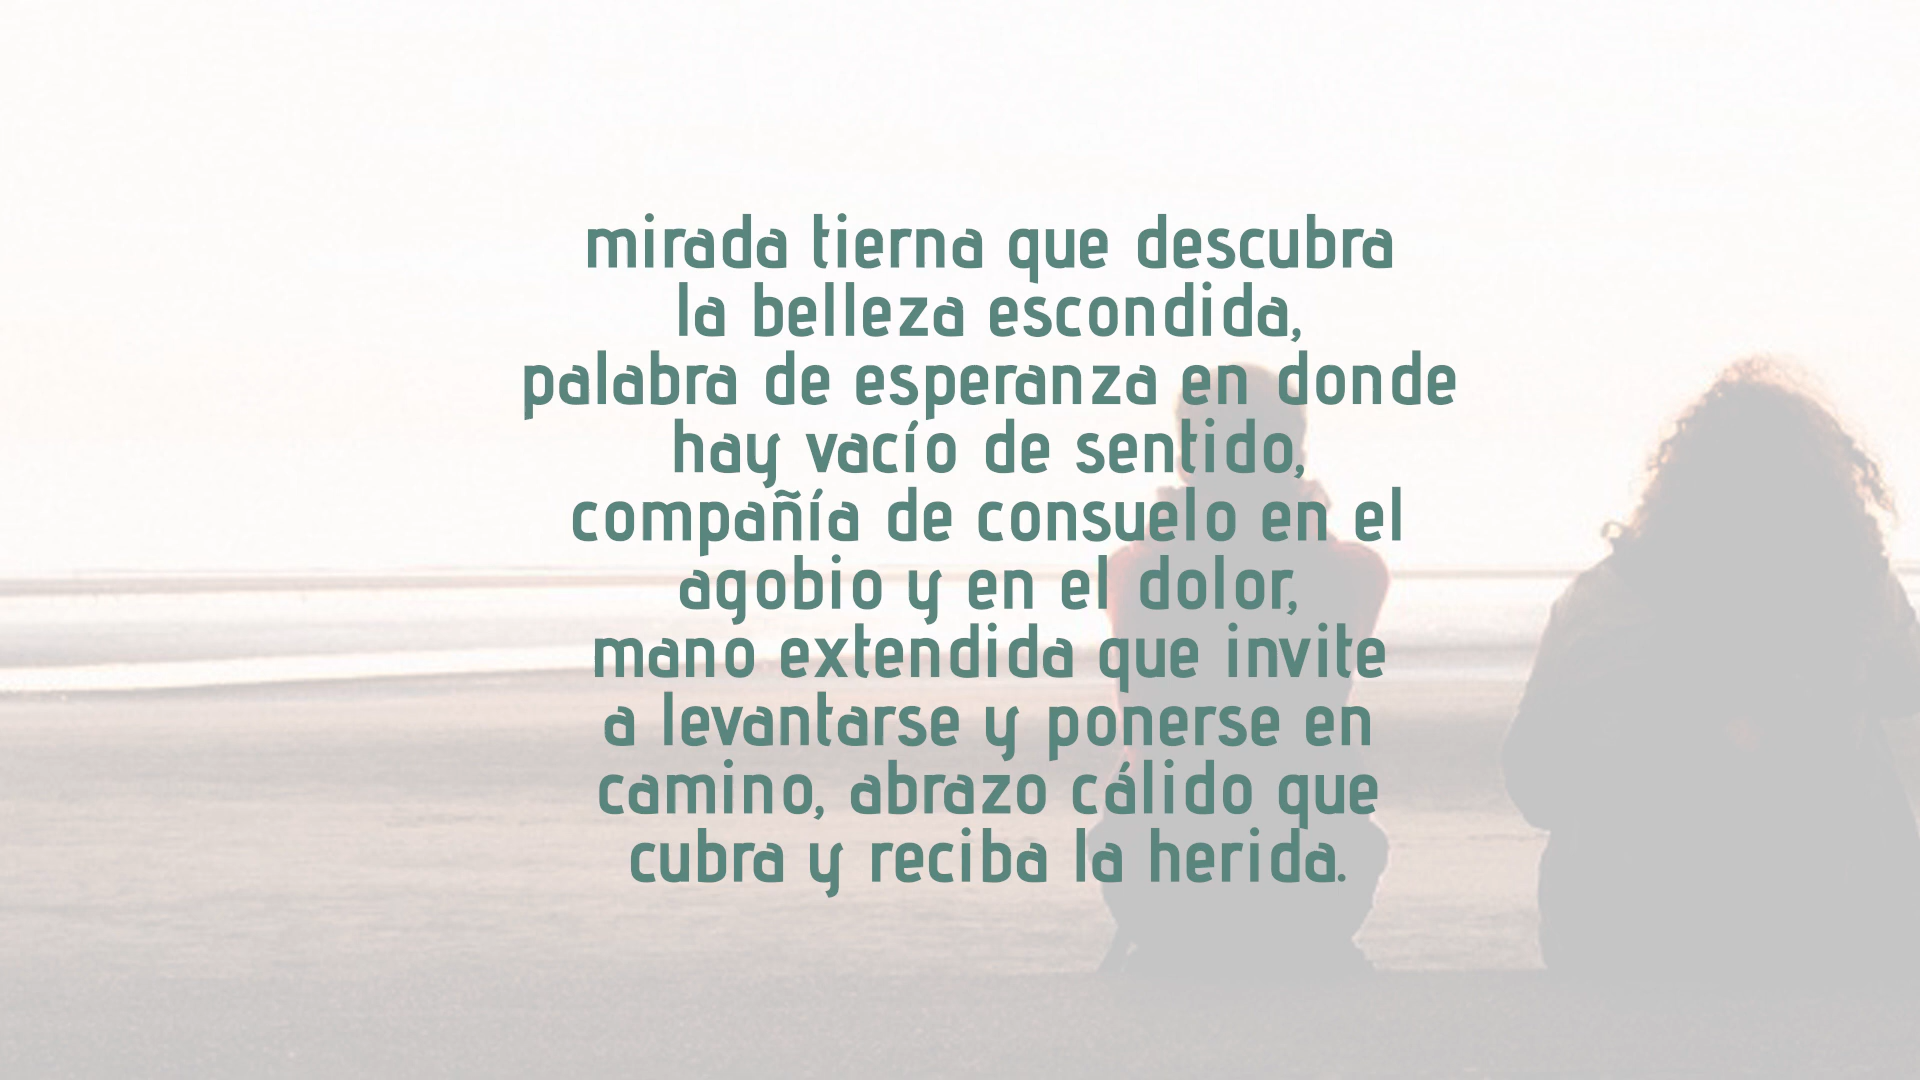 mirada tierna que descubra
la belleza escondida,
palabra de esperanza en donde
hay vacío de sentido,
compañía de consuelo en el
agobio y en el dolor,
mano extendida que invite
a levantarse y ponerse en
camino, abrazo cálido que
cubra y reciba la herida.